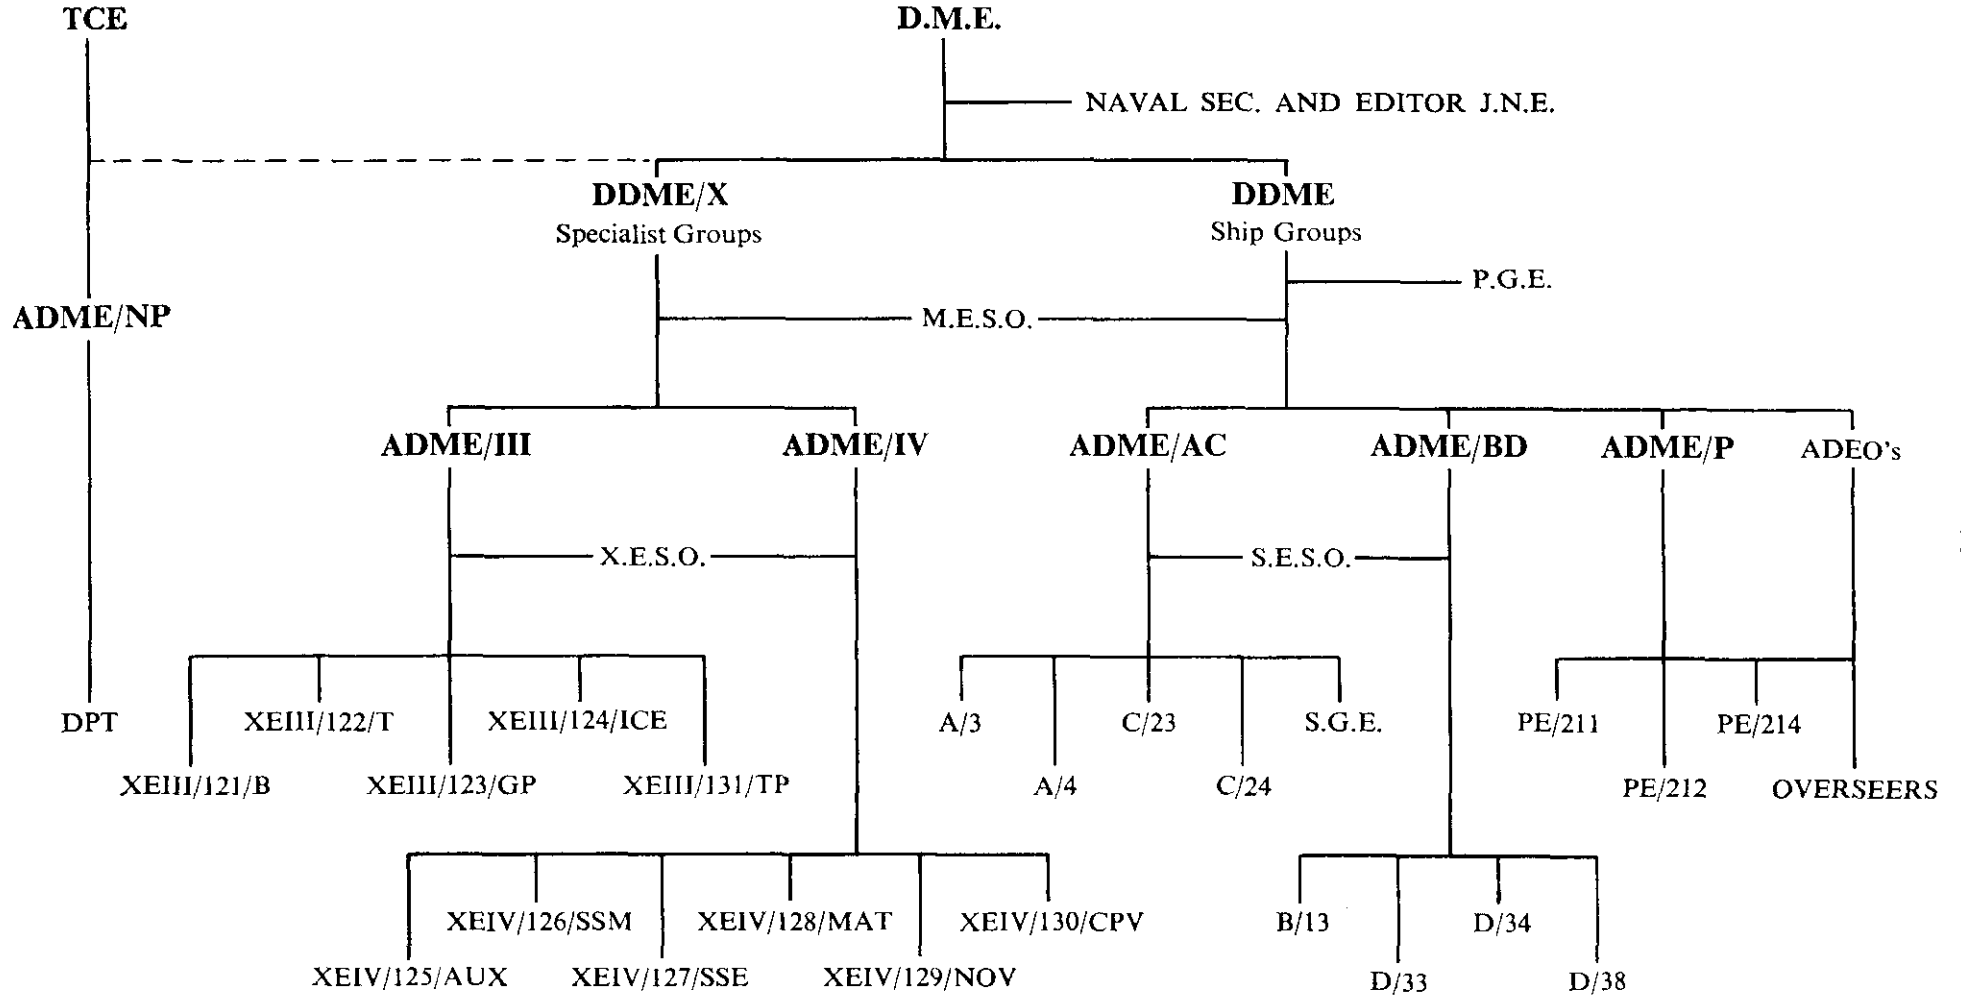 TCE
D.M.E.
NAVAL SEC. AND EDITOR J.N.E.
DDME/X
Specialist Groups
DDME
Ship Groups
P.G.E.
ADME/NP
M.E.S.O.
ADME/III
ADME/IV
ADME/AC
ADME/BD
ADME/P
ADEO's
X.E.S.O.
S.E.S.O.
DPT
XEIII/122/T
XEIII/124/ICE
A/3
C/23
S.G.E.
PE/211
PE/214
XEIII/121/B
XEIII/123/GP
XEIII/131/TP
A/4
C/24
PE/212
OVERSEERS
XEIV/126/SSM
XEIV/128/MAT
XEIV/130/CPV
B/13
D/34
XEIV/125/AUX
XEIV/127/SSE
XEIV/129/NOV
D/33
D/38